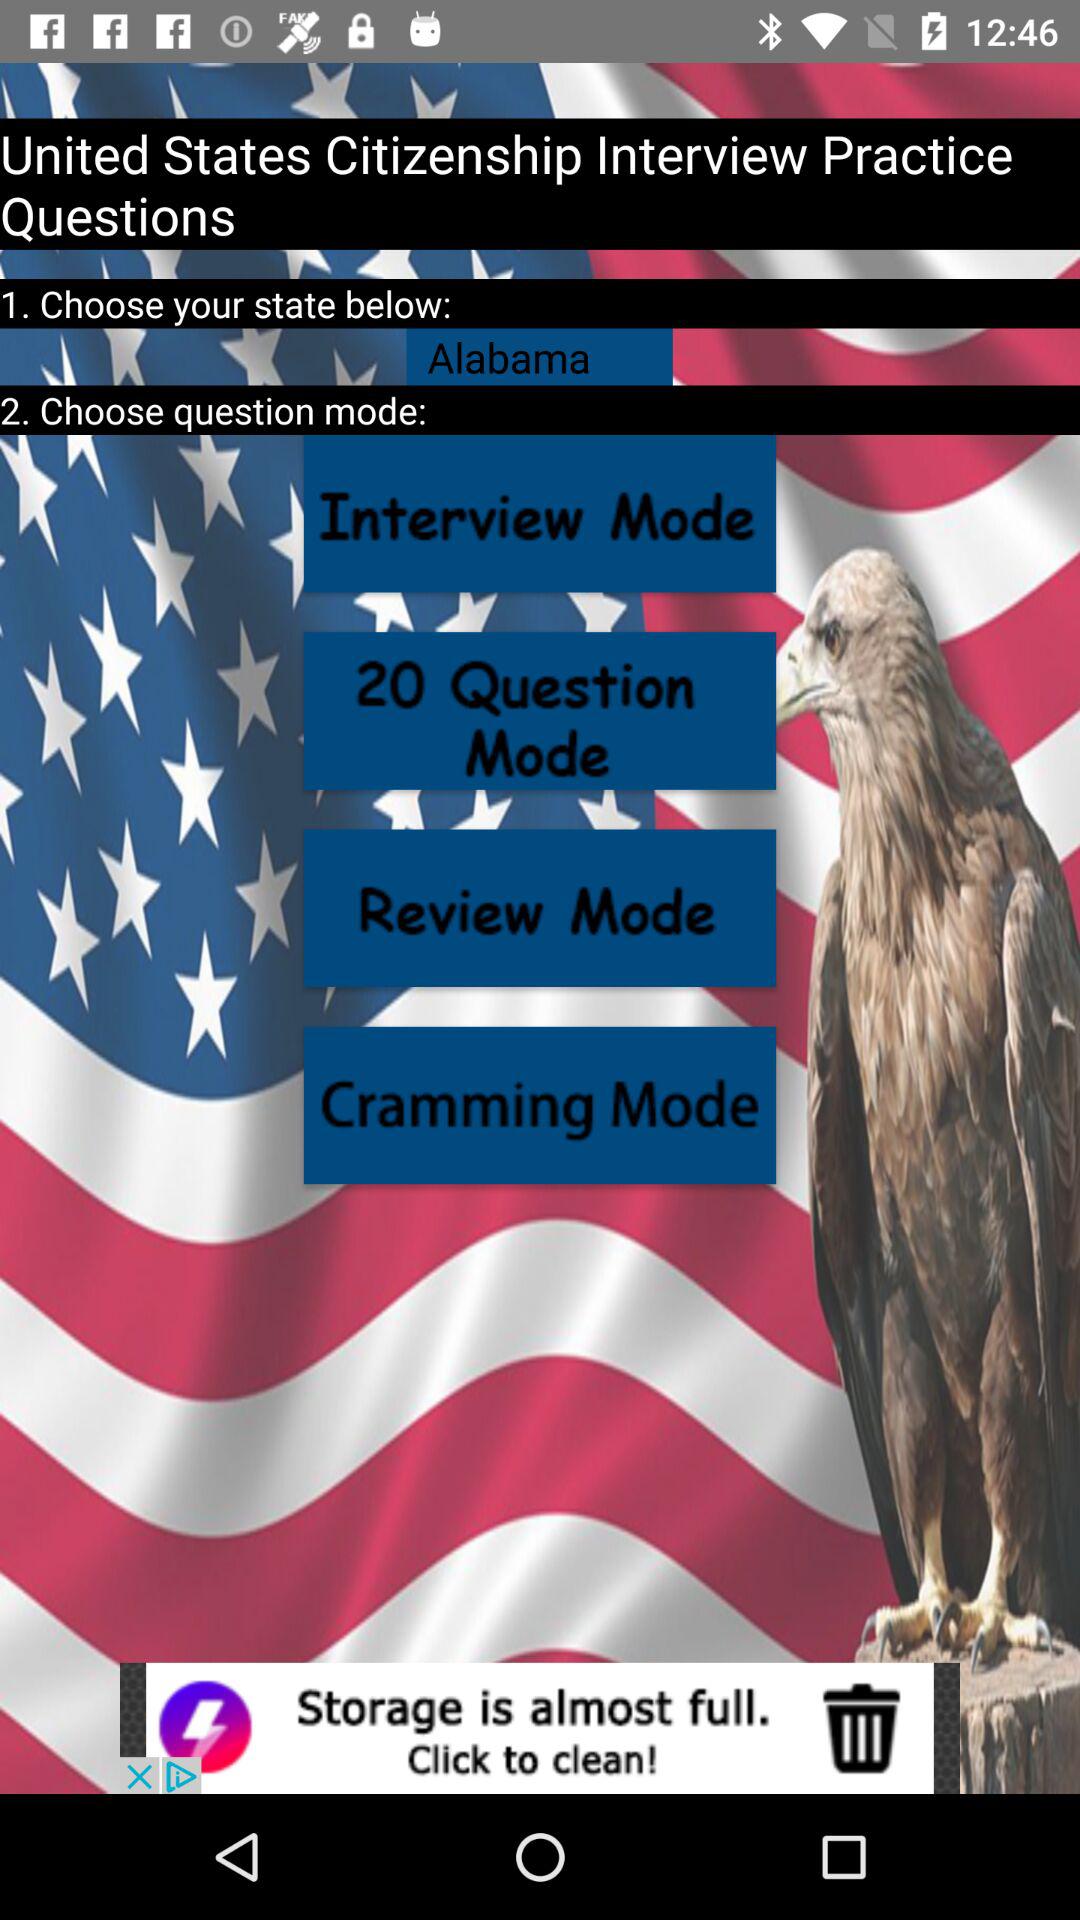 FAKE
12:46
United States Citizenship Interview Practice
Questions
1. Choose your state below:
Alabama
2. Choose question mode:
Interview Mode
20 Question
Mode
Review Mode
Cramming Mode
Storage is almost full.
Click to clean!